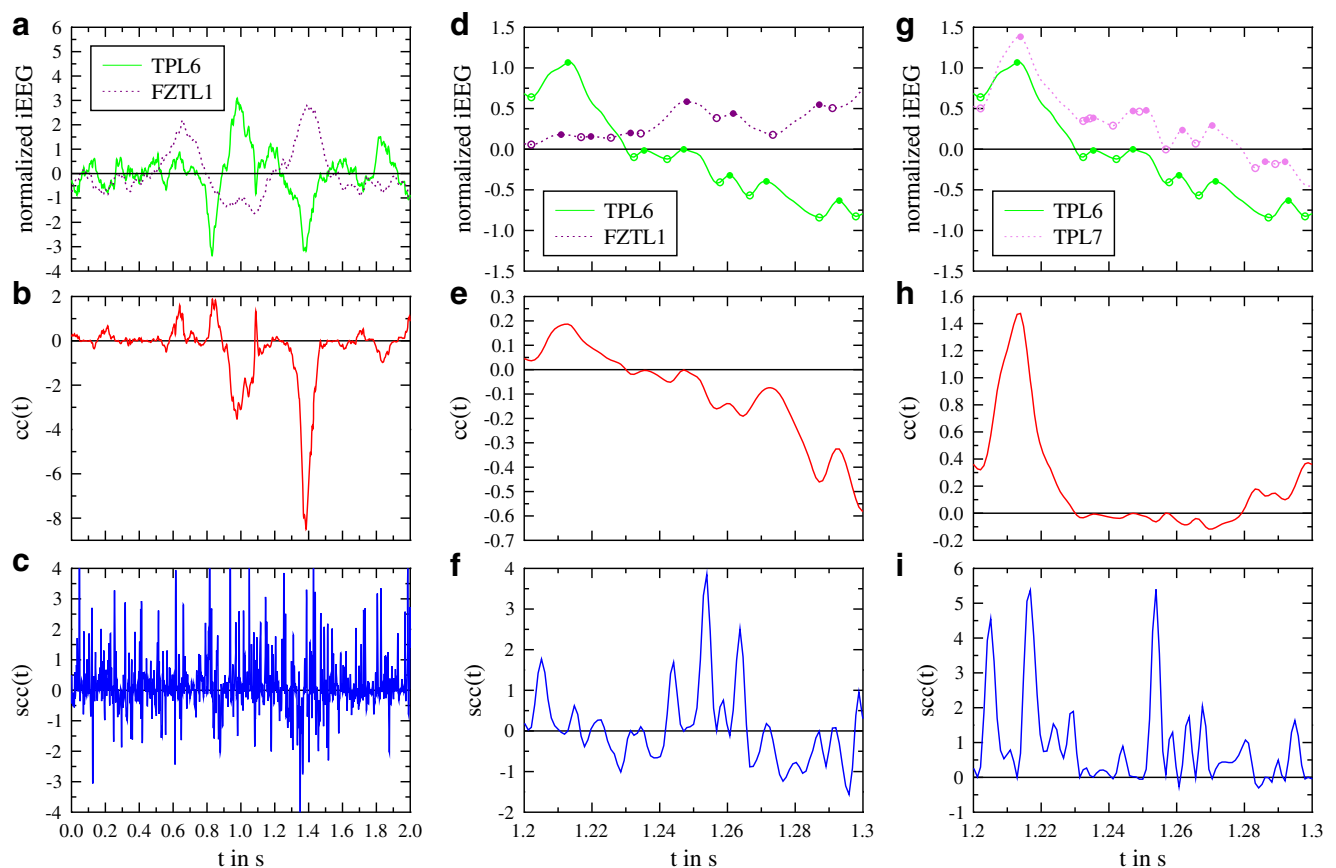 a
normalized iEEG
6
5
4
3
2
1
0
-1
-2
-3
-4
TPL6
FZTL1
d
normalized iEEG
1.5
1.0
0.5
0.0
-0.5
-1.0
-1.5
TPL6
FZTL1
g
normalized iEEG
1.5
1.0
0.5
0.0
-0.5
-1.0
-1.5
TPL6
TPL7
b
cc(t)
2
0
-2
-4
-6
-8
e
cc(t)
0.3
0.2
0.1
0.0
-0.1
-0.2
-0.3
-0.4
-0.5
-0.6
-0.7
h
cc(t)
1.6
1.4
1.2
1.0
0.8
0.6
0.4
0.2
0.0
-0.2
c
scc(t)
4
3
2
1
0
-1
-2
-3
-4
0.0 0.2 0.4 0.6 0.8 1.0 1.2 1.4 1.6 1.8 2.0
t in s
f
scc(t)
4
3
2
1
0
-1
-2
1.2 1.22 1.24 1.26 1.28 1.3
t in s
i
scc(t)
6
5
4
3
2
1
0
-1
1.2 1.22 1.24 1.26 1.28 1.3
t in s